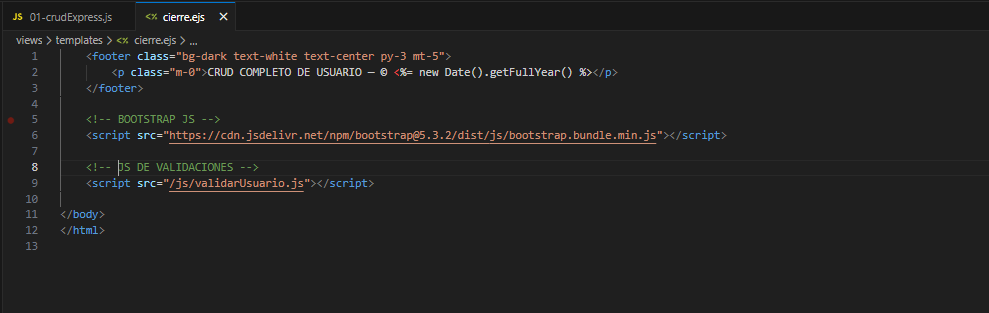 JS 01-crudExpress.js <%= cierre.ejs ×
views > templates > <%= cierre.ejs > ...
1 <footer class="bg-dark text-white text-center py-3 mt-5">
2 <p class="m-0">CRUD COMPLETO DE USUARIO – © <%= new Date().getFullYear() %></p>
3 </footer>
4
5 <!-- BOOTSTRAP JS -->
6 <script src="https://cdn.jsdelivr.net/npm/bootstrap@5.3.2/dist/js/bootstrap.bundle.min.js"></script>
7
8 <!-- JS DE VALIDACIONES -->
9 <script src="/js/validarUsuario.js"></script>
10
11 </body>
12 </html>
13